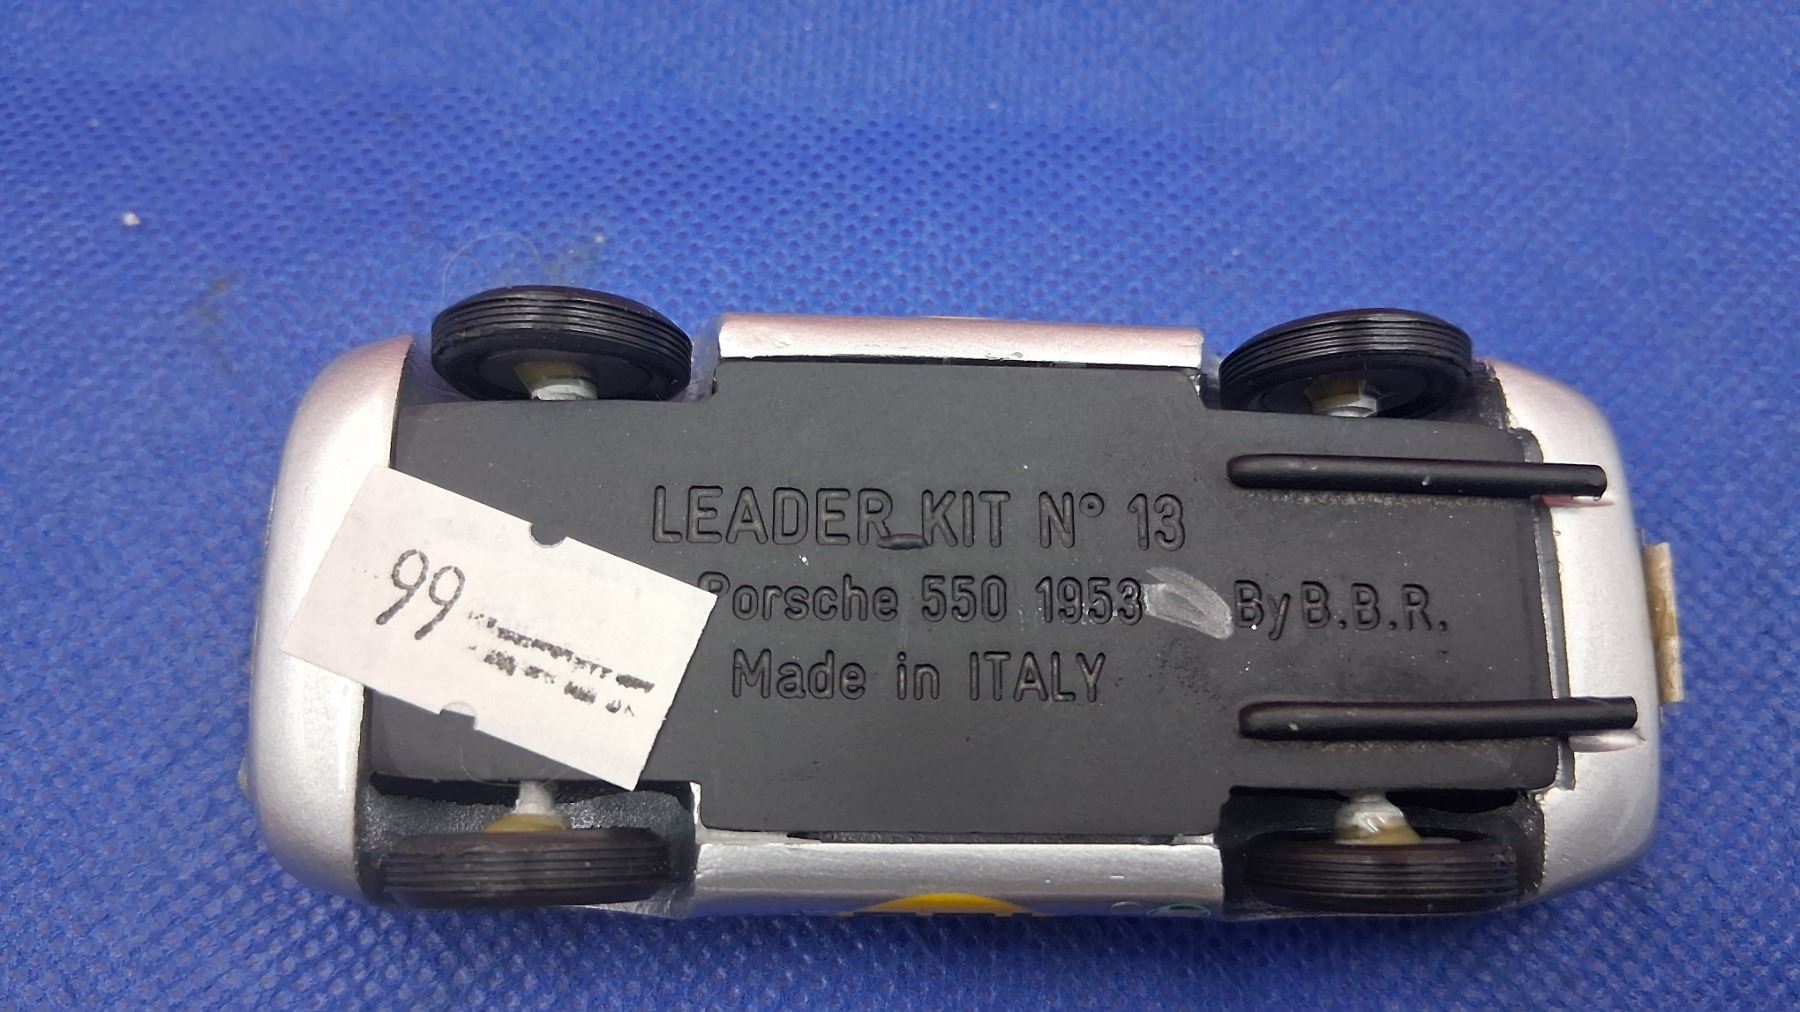 LEADER KIT N° 13
Porsche 550 1953 By B.B.R.
Made in ITALY
99